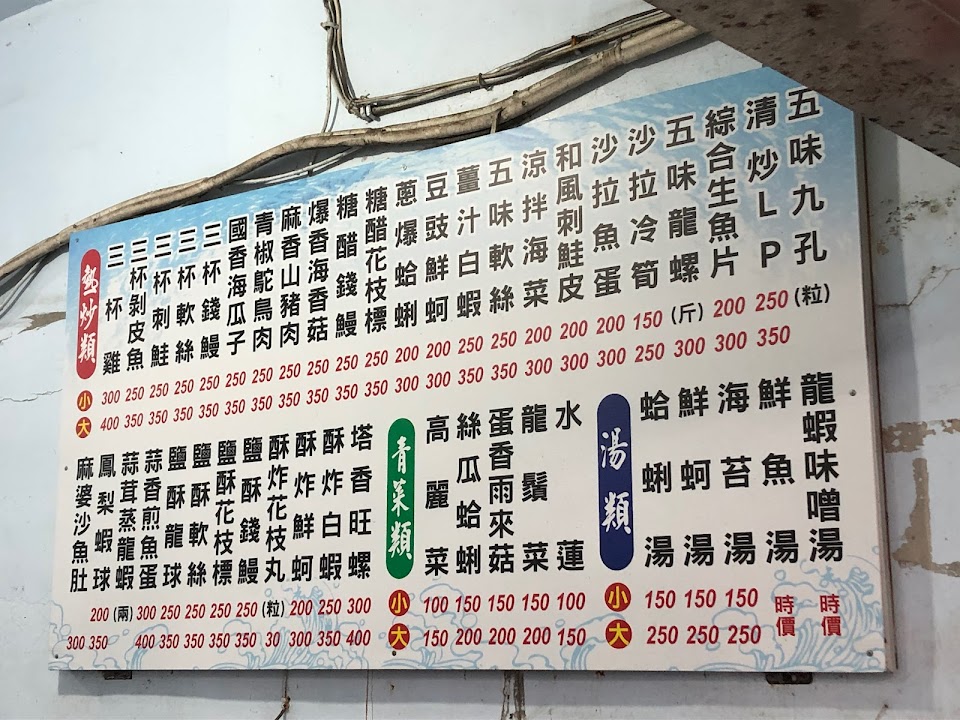 熱炒類
三杯雞
三杯剝皮魚
三杯刺鮭
三杯軟絲
三杯錢鰻
國香海瓜子
青椒鴕鳥肉
麻香山豬肉
爆香海香菇
糖醋錢鰻
糖醋花枝標
蔥爆蛤蜊
豆豉鮮蚵
薑汁白蝦
五味軟絲
涼拌海菜
和風刺鮭皮
沙拉魚蛋
沙拉冷筍
五味龍螺
綜合生魚片
清炒LP
五味九孔
小 300 250 250 250 250 250 250 250 250 250 250 200 200 250 250 200 200 200 150 (斤) 200 250 (粒)
大 400 350 350 350 350 350 350 350 350 350 350 300 300 350 350 300 300 300 250 300 300 350
麻婆沙魚肚
鳳梨蝦球
蒜茸蒸龍蝦
蒜香煎魚蛋
鹽酥龍球
鹽酥軟絲
鹽酥花枝標
鹽酥錢鰻
酥炸花枝丸
酥炸鮮蚵
酥炸白蝦
塔香旺螺
200 (兩) 300 250 250 250 250 (粒) 200 250 300
300 350 400 350 350 350 350 30 300 350 400
青菜類
高麗菜
絲瓜蛤蜊
蛋香雨來菇
龍鬚菜
水蓮
小 100 150 150 150 100
大 150 200 200 200 150
湯類
蛤蜊湯
鮮蚵湯
海苔湯
鮮魚湯
龍蝦味噌湯
小 150 150 150 時價 時價
大 250 250 250